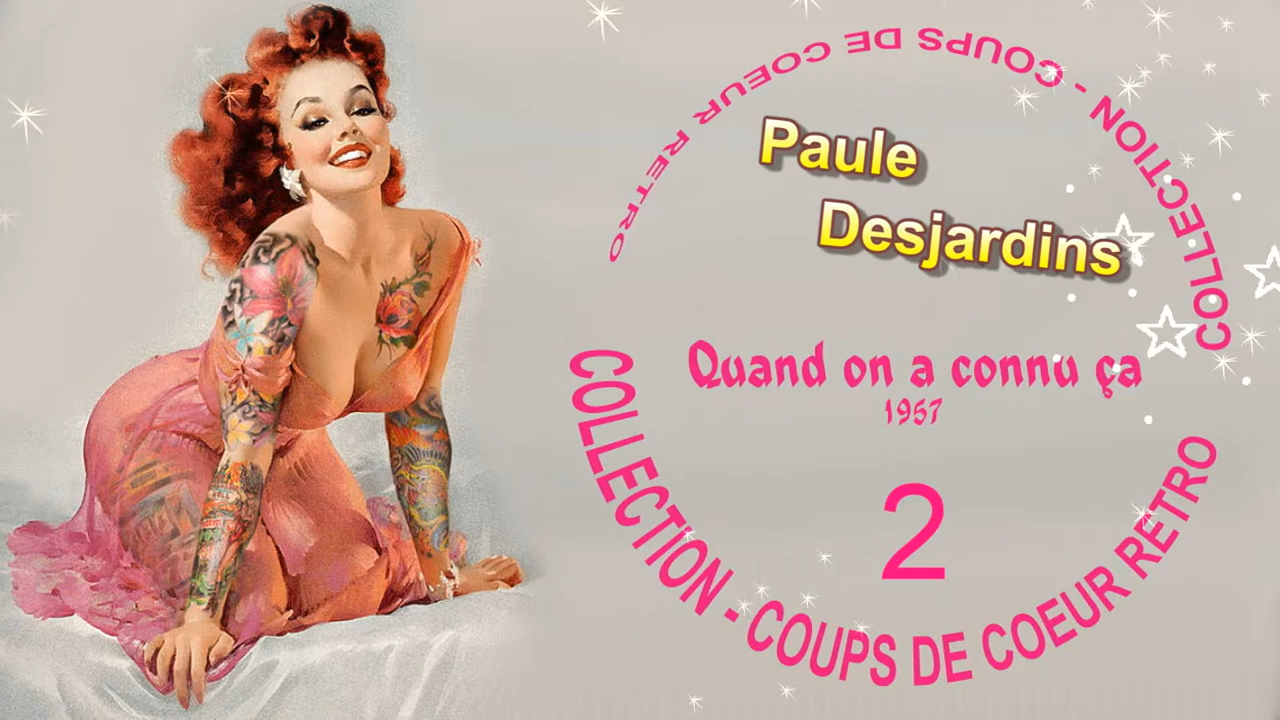 COLLECTION - COUPS DE COEUR RETRO
Paule
Desjardins
Quand on a connu ça
1957
2
COLLECTION - COUPS DE COEUR RETRO